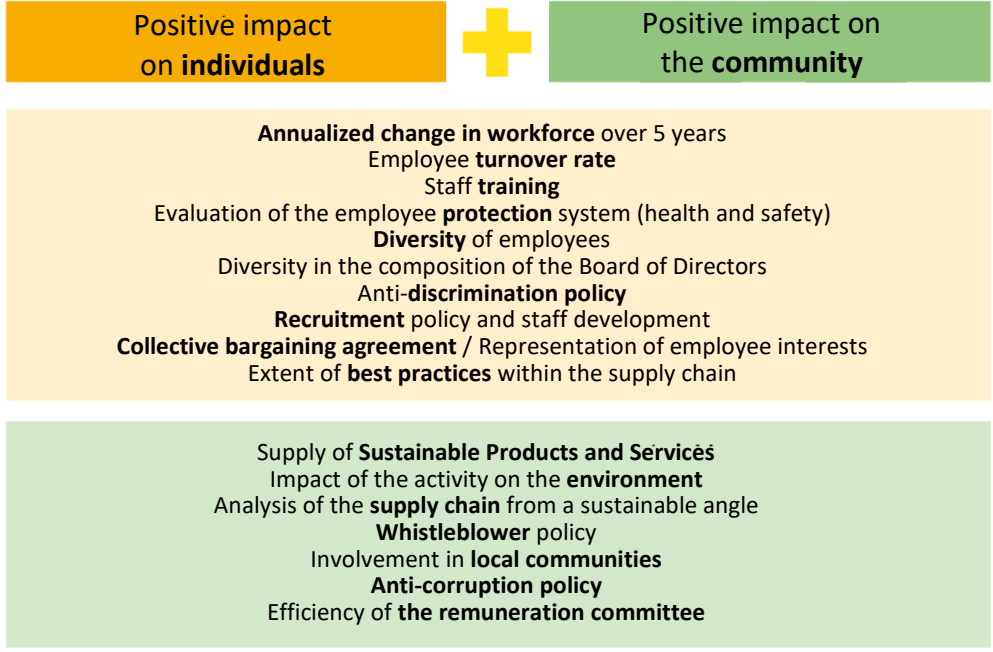 Positive impact
on individuals
Positive impact on
the community
Annualized change in workforce over 5 years
Employee turnover rate
Staff training
Evaluation of the employee protection system (health and safety)
Diversity of employees
Diversity in the composition of the Board of Directors
Anti-discrimination policy
Recruitment policy and staff development
Collective bargaining agreement / Representation of employee interests
Extent of best practices within the supply chain
Supply of Sustainable Products and Services
Impact of the activity on the environment
Analysis of the supply chain from a sustainable angle
Whistleblower policy
Involvement in local communities
Anti-corruption policy
Efficiency of the remuneration committee